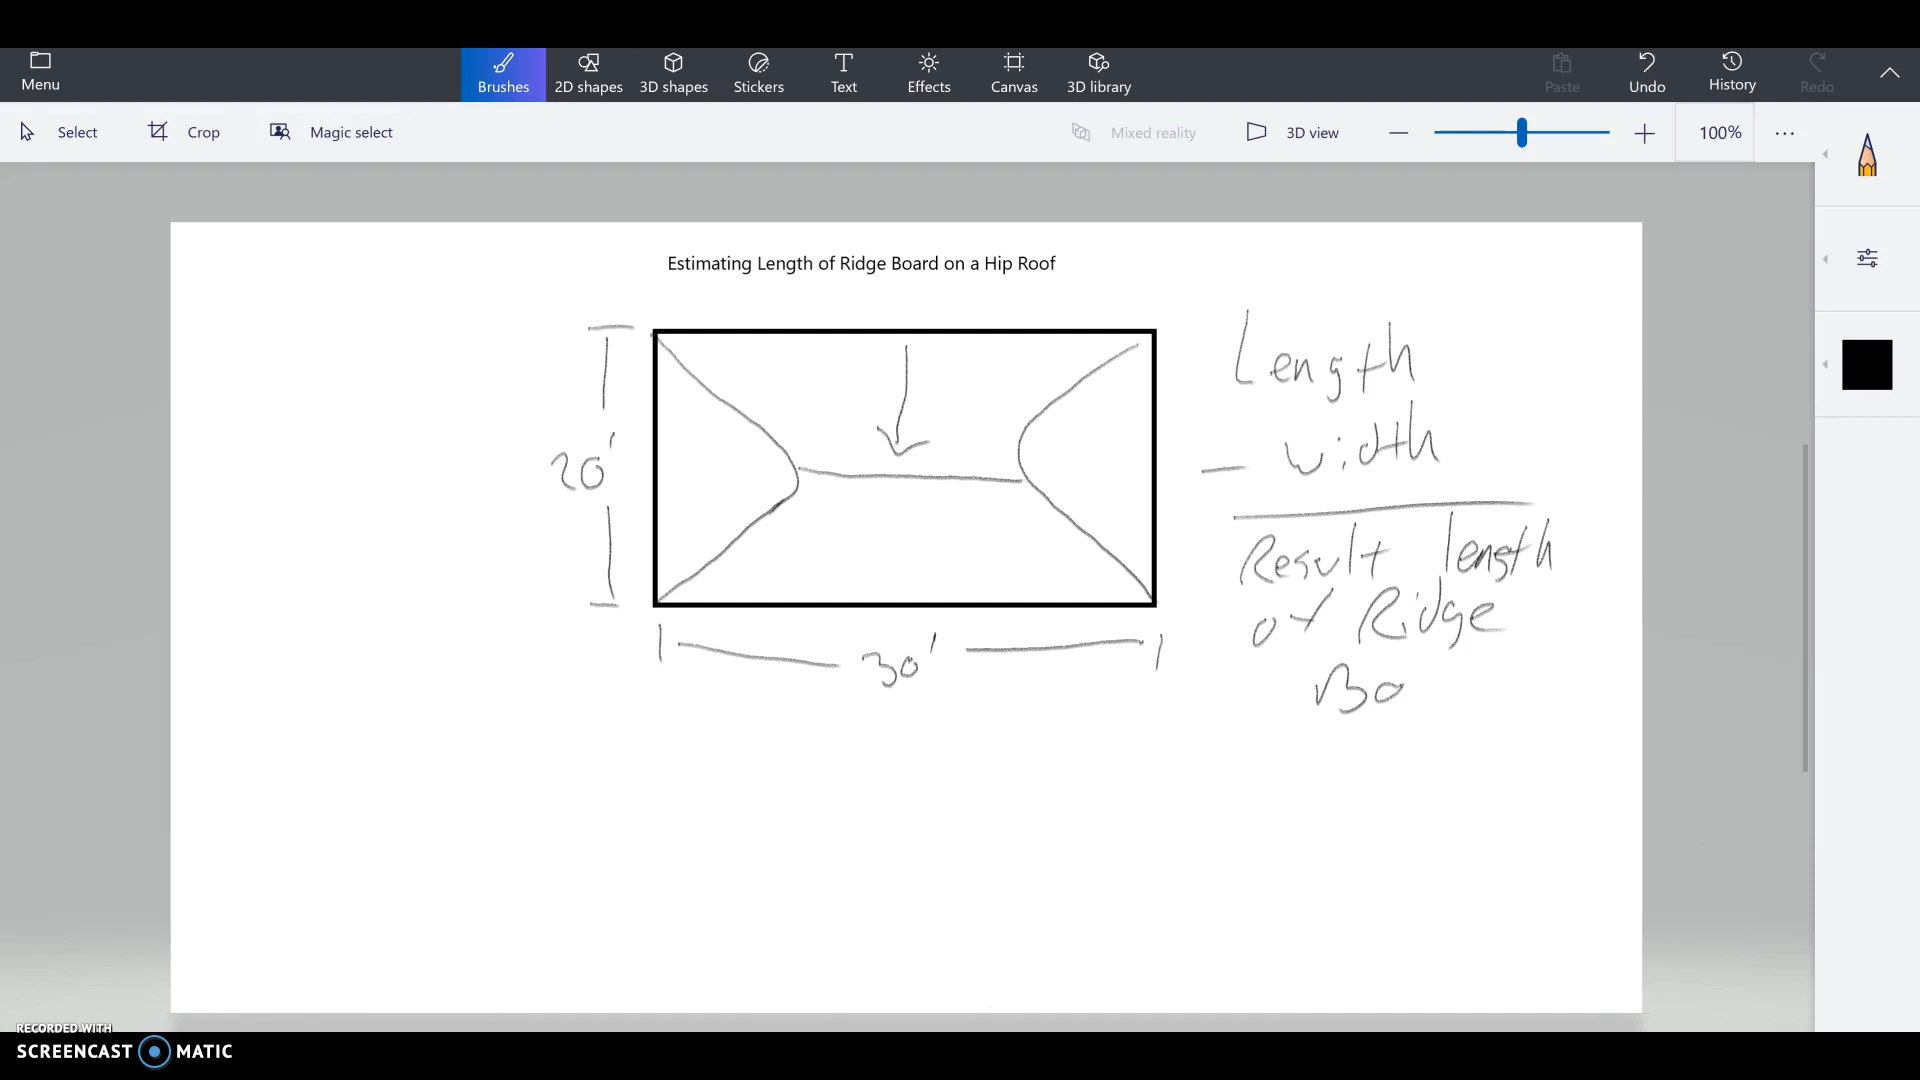 Menu
Brushes
2D shapes
3D shapes
Stickers
Text
Effects
Canvas
3D library
Paste
Undo
History
Redo
Select
Crop
Magic select
Mixed reality
3D view
100%
Estimating Length of Ridge Board on a Hip Roof
20'
30'
Length
- width
Result length
of Ridge
Bo
RECORDED WITH
SCREENCAST MATIC